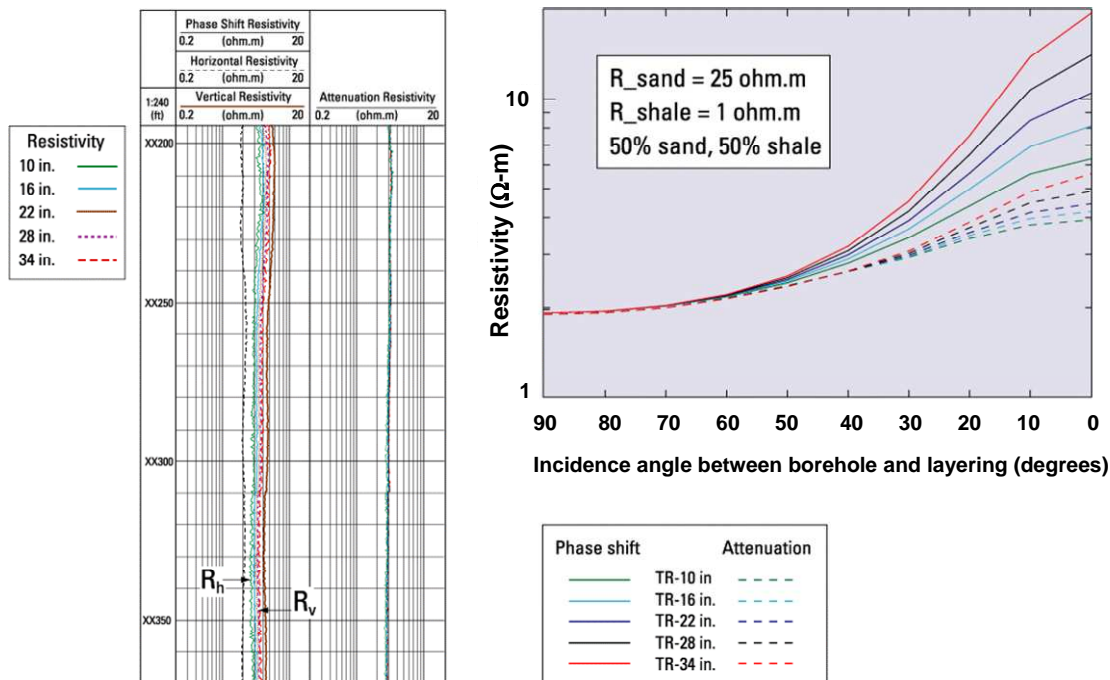 Phase Shift Resistivity
0.2 (ohm.m) 20
Horizontal Resistivity
0.2 (ohm.m) 20
1:240
(ft)
Vertical Resistivity
0.2 (ohm.m) 20
Attenuation Resistivity
0.2 (ohm.m) 20
Resistivity
10 in.
16 in.
22 in.
28 in.
34 in.
XX200
XX250
XX300
XX350
Rh
Rv
R_sand = 25 ohm.m
R_shale = 1 ohm.m
50% sand, 50% shale
Resistivity (Ω-m)
10
1
90 80 70 60 50 40 30 20 10 0
Incidence angle between borehole and layering (degrees)
Phase shift Attenuation
TR-10 in
TR-16 in.
TR-22 in.
TR-28 in.
TR-34 in.